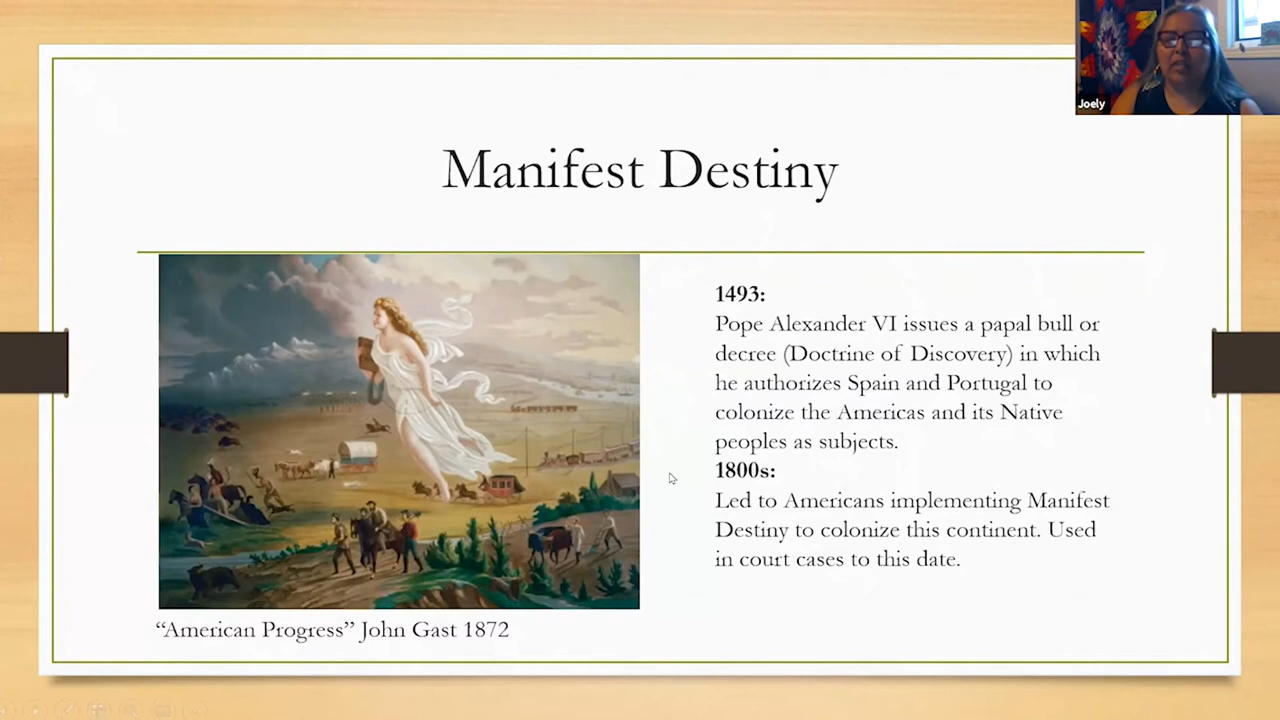 Joely
Manifest Destiny
1493:
Pope Alexander VI issues a papal bull or
decree (Doctrine of Discovery) in which
he authorizes Spain and Portugal to
colonize the Americas and its Native
peoples as subjects.
1800s:
Led to Americans implementing Manifest
Destiny to colonize this continent. Used
in court cases to this date.
“American Progress” John Gast 1872